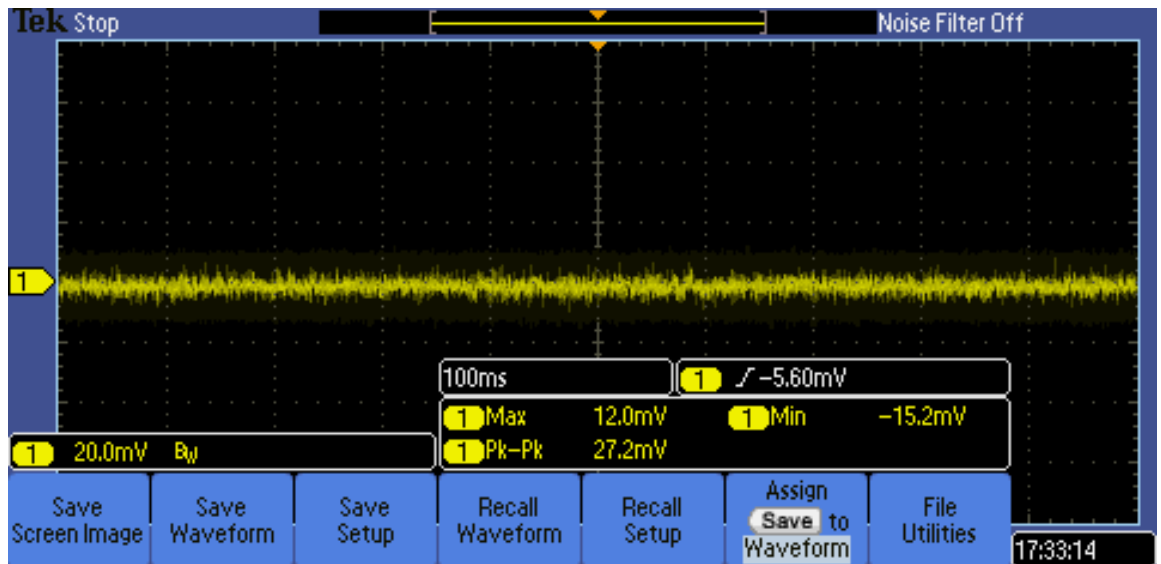 Tek Stop
Noise Filter Off
1
100ms
1 ⎎ −5.60mV
1 Max 12.0mV 1 Min −15.2mV
1 Pk−Pk 27.2mV
1 20.0mV BW
Save
Screen Image
Save
Waveform
Save
Setup
Recall
Waveform
Recall
Setup
Assign
Save to
Waveform
File
Utilities
17:33:14